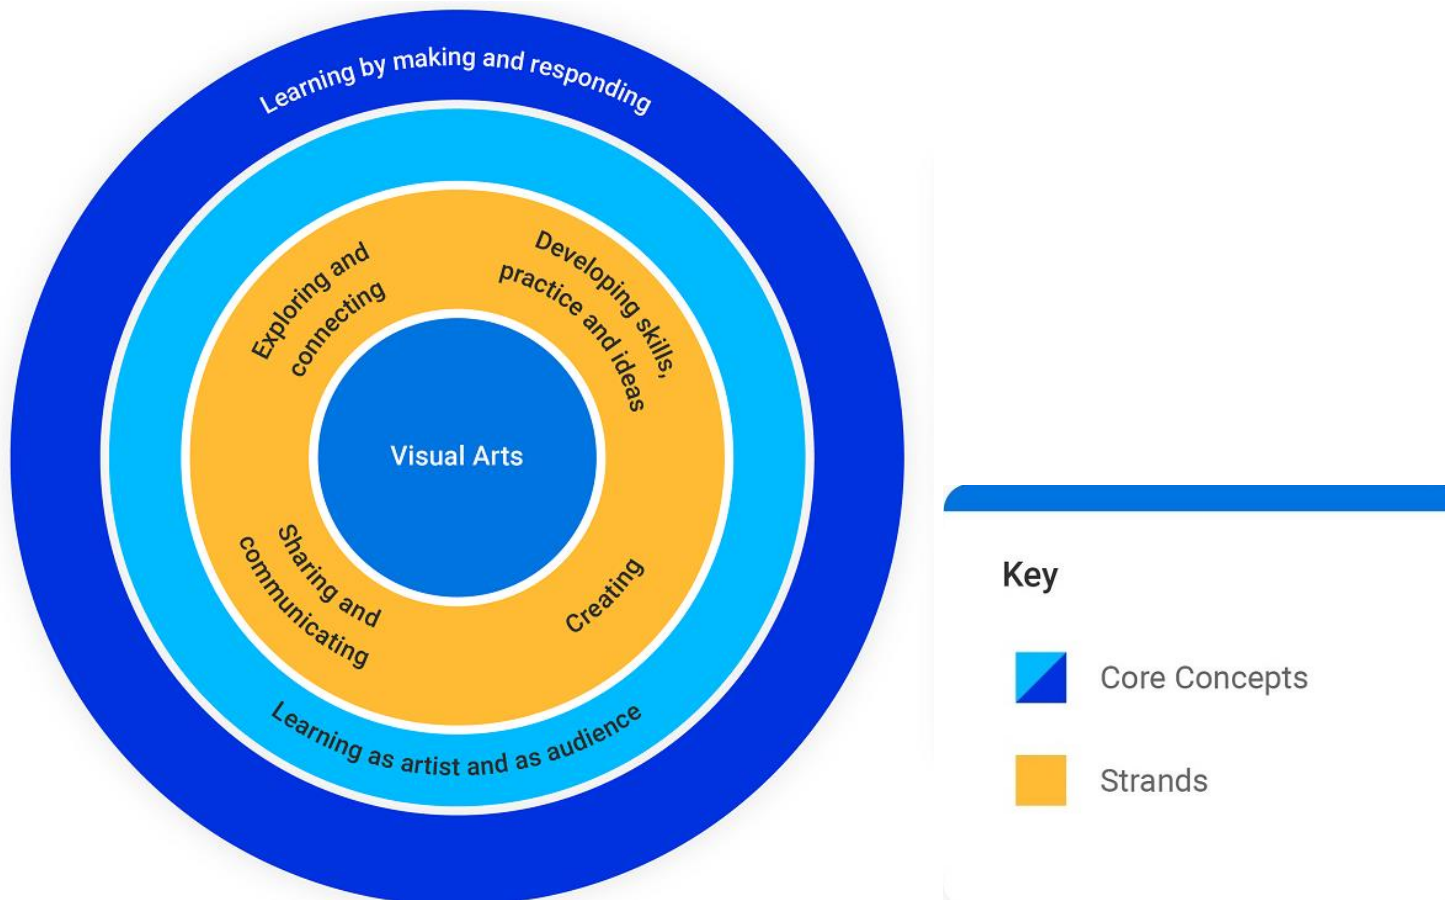 Learning by making and responding
Exploring and
connecting
Developing skills,
practice and ideas
Visual Arts
Sharing and
communicating
Creating
Learning as artist and as audience
Key
Core Concepts
Strands